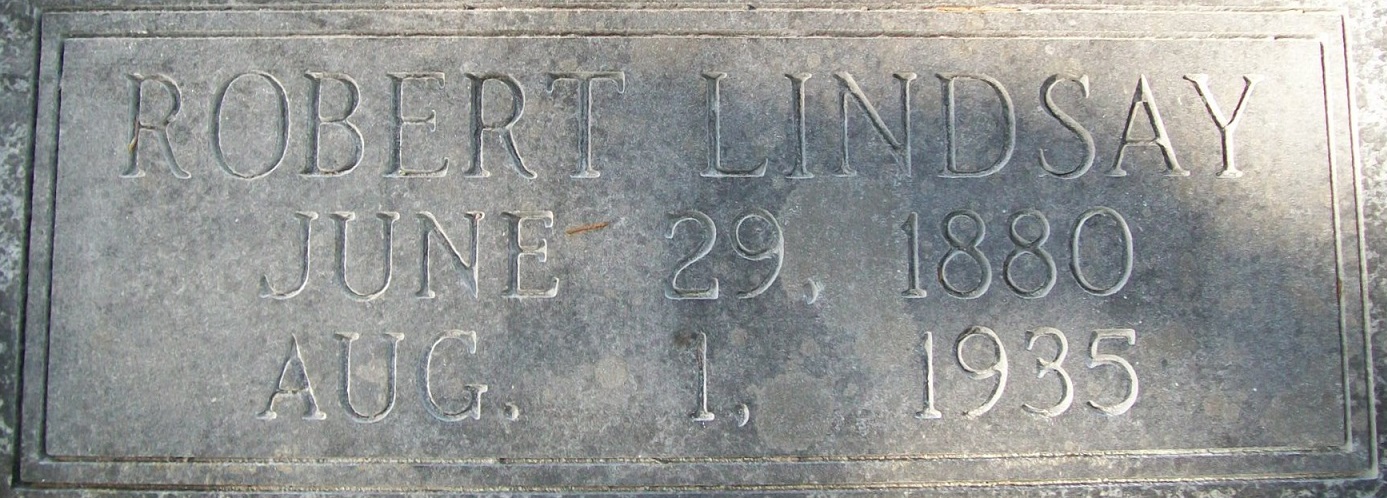 ROBERT LINDSAY
JUNE 29, 1880
AUG. 1, 1935